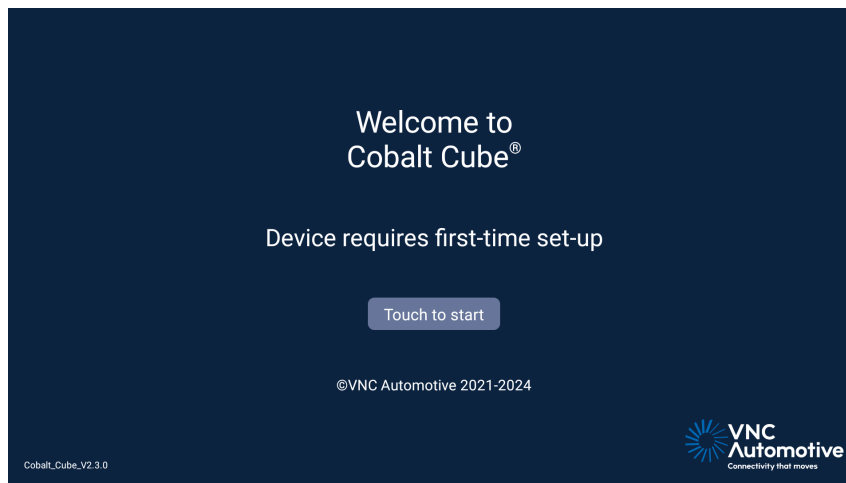 Welcome to
Cobalt Cube®
Device requires first-time set-up
Touch to start
©VNC Automotive 2021-2024
Cobalt_Cube_V2.3.0
VNC
Automotive
Connectivity that moves